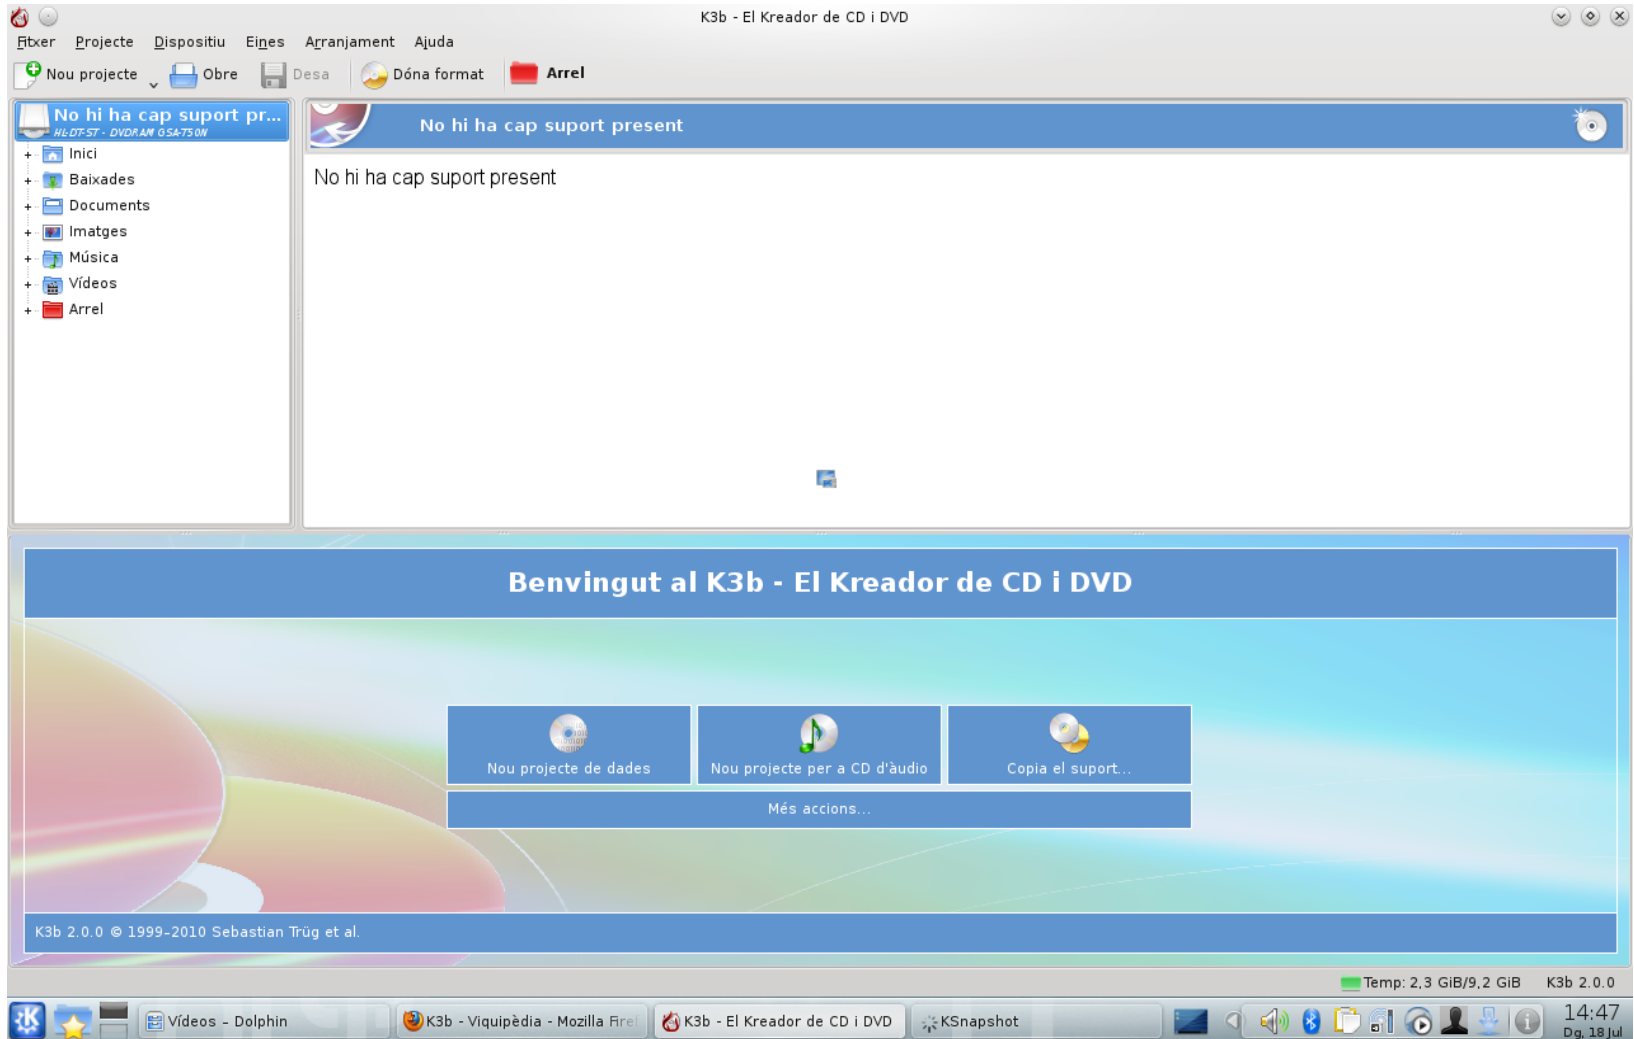 K3b - El Kreador de CD i DVD
Fitxer Projecte Dispositiu Eines Arranjament Ajuda
Nou projecte Obre Desa Dóna format Arrel
No hi ha cap suport pr...
HL-DT-ST - DVDRAM GSA-T50N
Inici
Baixades
Documents
Imatges
Música
Vídeos
Arrel
No hi ha cap suport present
No hi ha cap suport present
Benvingut al K3b - El Kreador de CD i DVD
Nou projecte de dades
Nou projecte per a CD d'àudio
Copia el suport...
Més accions...
K3b 2.0.0 © 1999-2010 Sebastian Trüg et al.
Temp: 2,3 GiB/9,2 GiB K3b 2.0.0
Vídeos - Dolphin
K3b - Viquipèdia - Mozilla Firef
K3b - El Kreador de CD i DVD
KSnapshot
14:47
Dg, 18 Jul